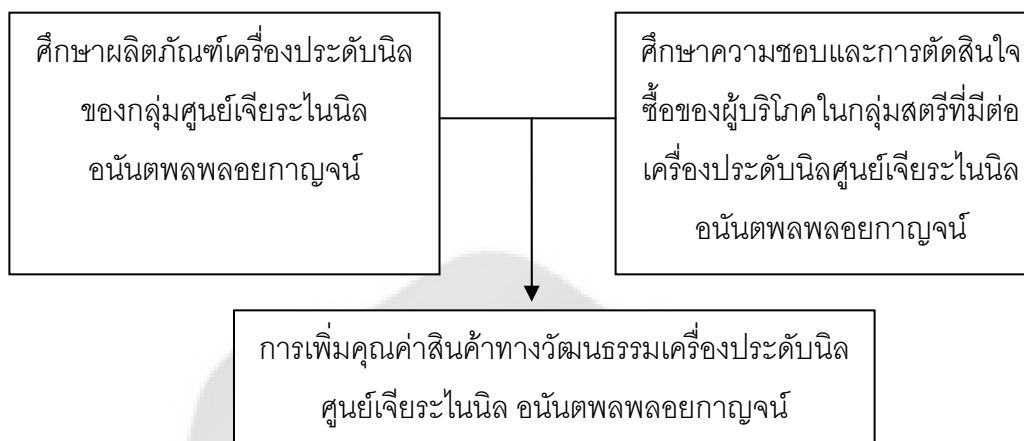 ศึกษาผลิตภัณฑ์เครื่องประดับนิล
ของกลุ่มศูนย์เจียระไนนิล
อนันตพลพลอยกาญจน์
ศึกษาความชอบและการตัดสินใจ
ซื้อของผู้บริโภคในกลุ่มสตรีที่มีต่อ
เครื่องประดับนิลศูนย์เจียระไนนิล
อนันตพลพลอยกาญจน์
การเพิ่มคุณค่าสินค้าทางวัฒนธรรมเครื่องประดับนิล
ศูนย์เจียระไนนิล อนันตพลพลอยกาญจน์